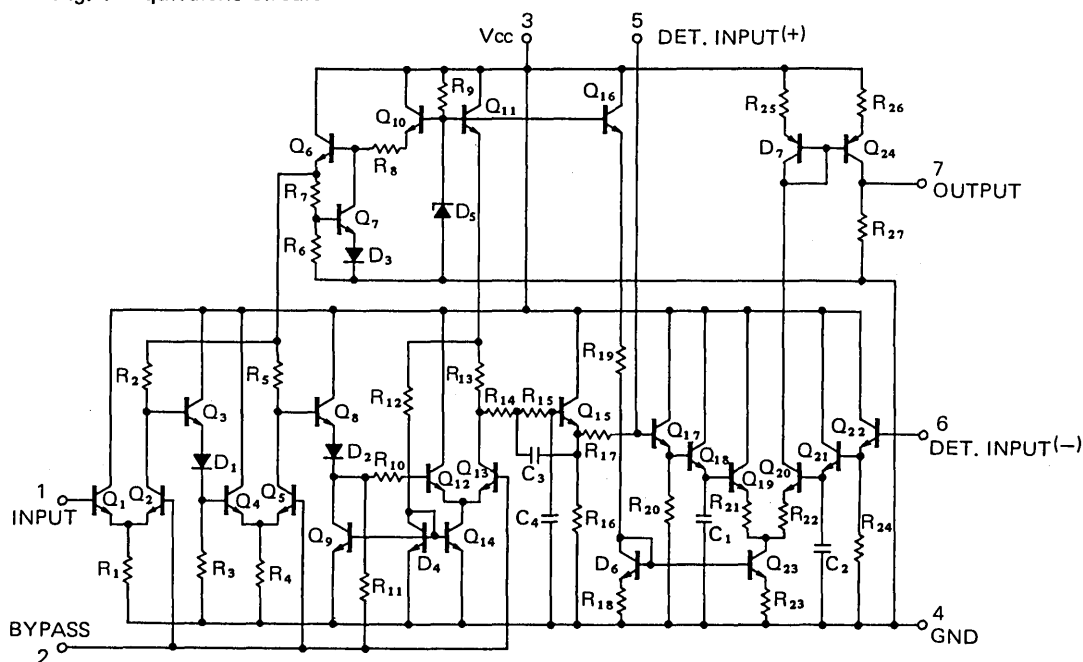 3
5
Vcc
DET. INPUT(+)
R9
Q10
Q11
Q16
R25
R26
Q6
R8
D7
Q24
7
OUTPUT
R7
Q7
D5
R27
R6
D3
R2
R5
R12
R13
R19
Q3
Q8
R14
R15
Q15
Q17
Q22
6
DET. INPUT(-)
D1
D2
R10
C3
R17
Q18
Q20
Q21
1
INPUT
Q1
Q2
Q4
Q5
Q12
Q13
Q19
C4
R16
R20
R21
R22
R24
C1
C2
Q9
D4
Q14
D6
Q23
R1
R3
R4
R11
R18
R23
BYPASS
2
4
GND